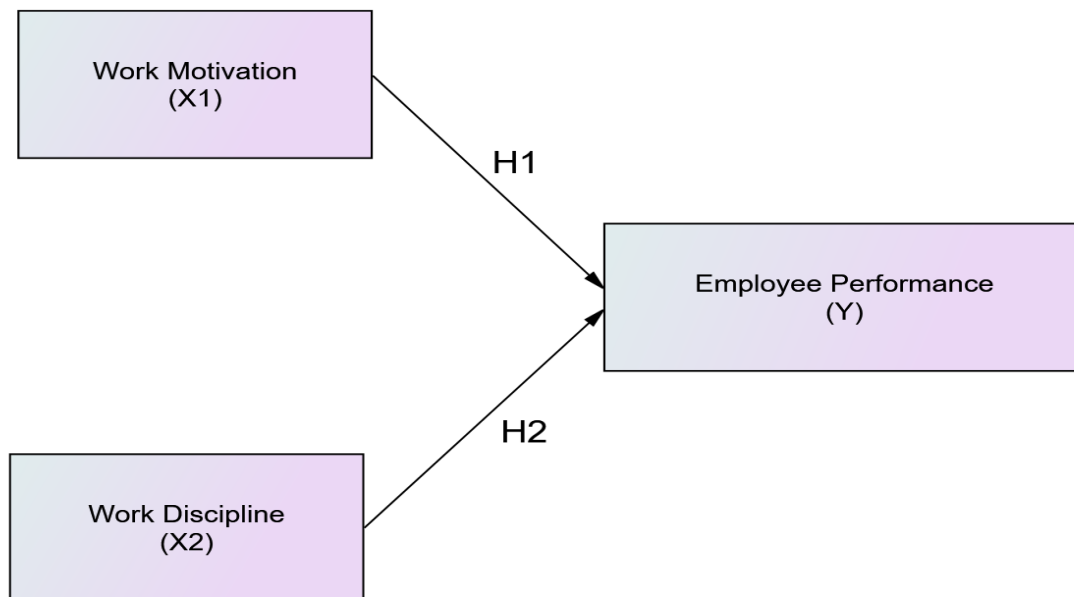 Work Motivation
(X1)
H1
Employee Performance
(Y)
H2
Work Discipline
(X2)